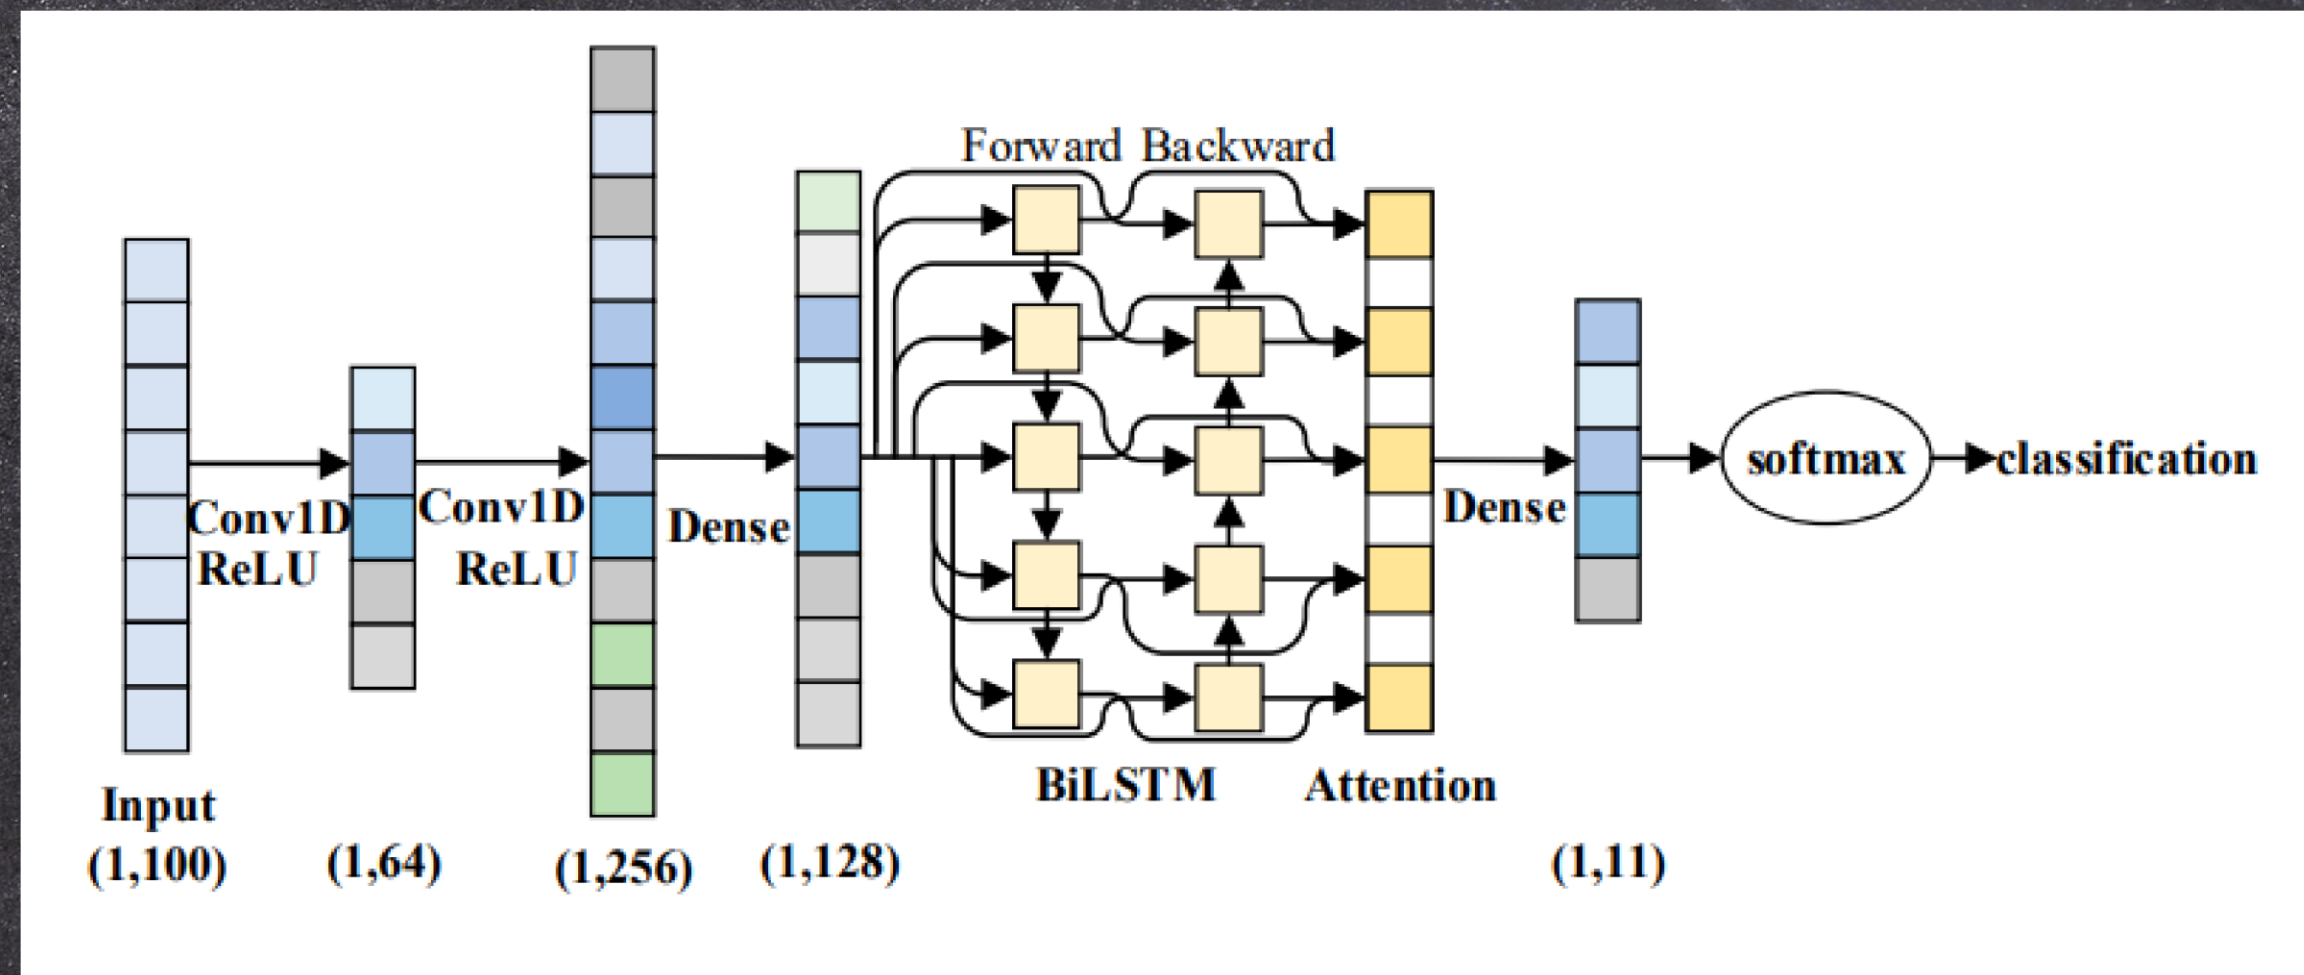 Forward Backward
Conv1D
ReLU
Conv1D
ReLU
Dense
Dense
softmax
classification
BiLSTM
Attention
Input
(1,100)
(1,64)
(1,256)
(1,128)
(1,11)